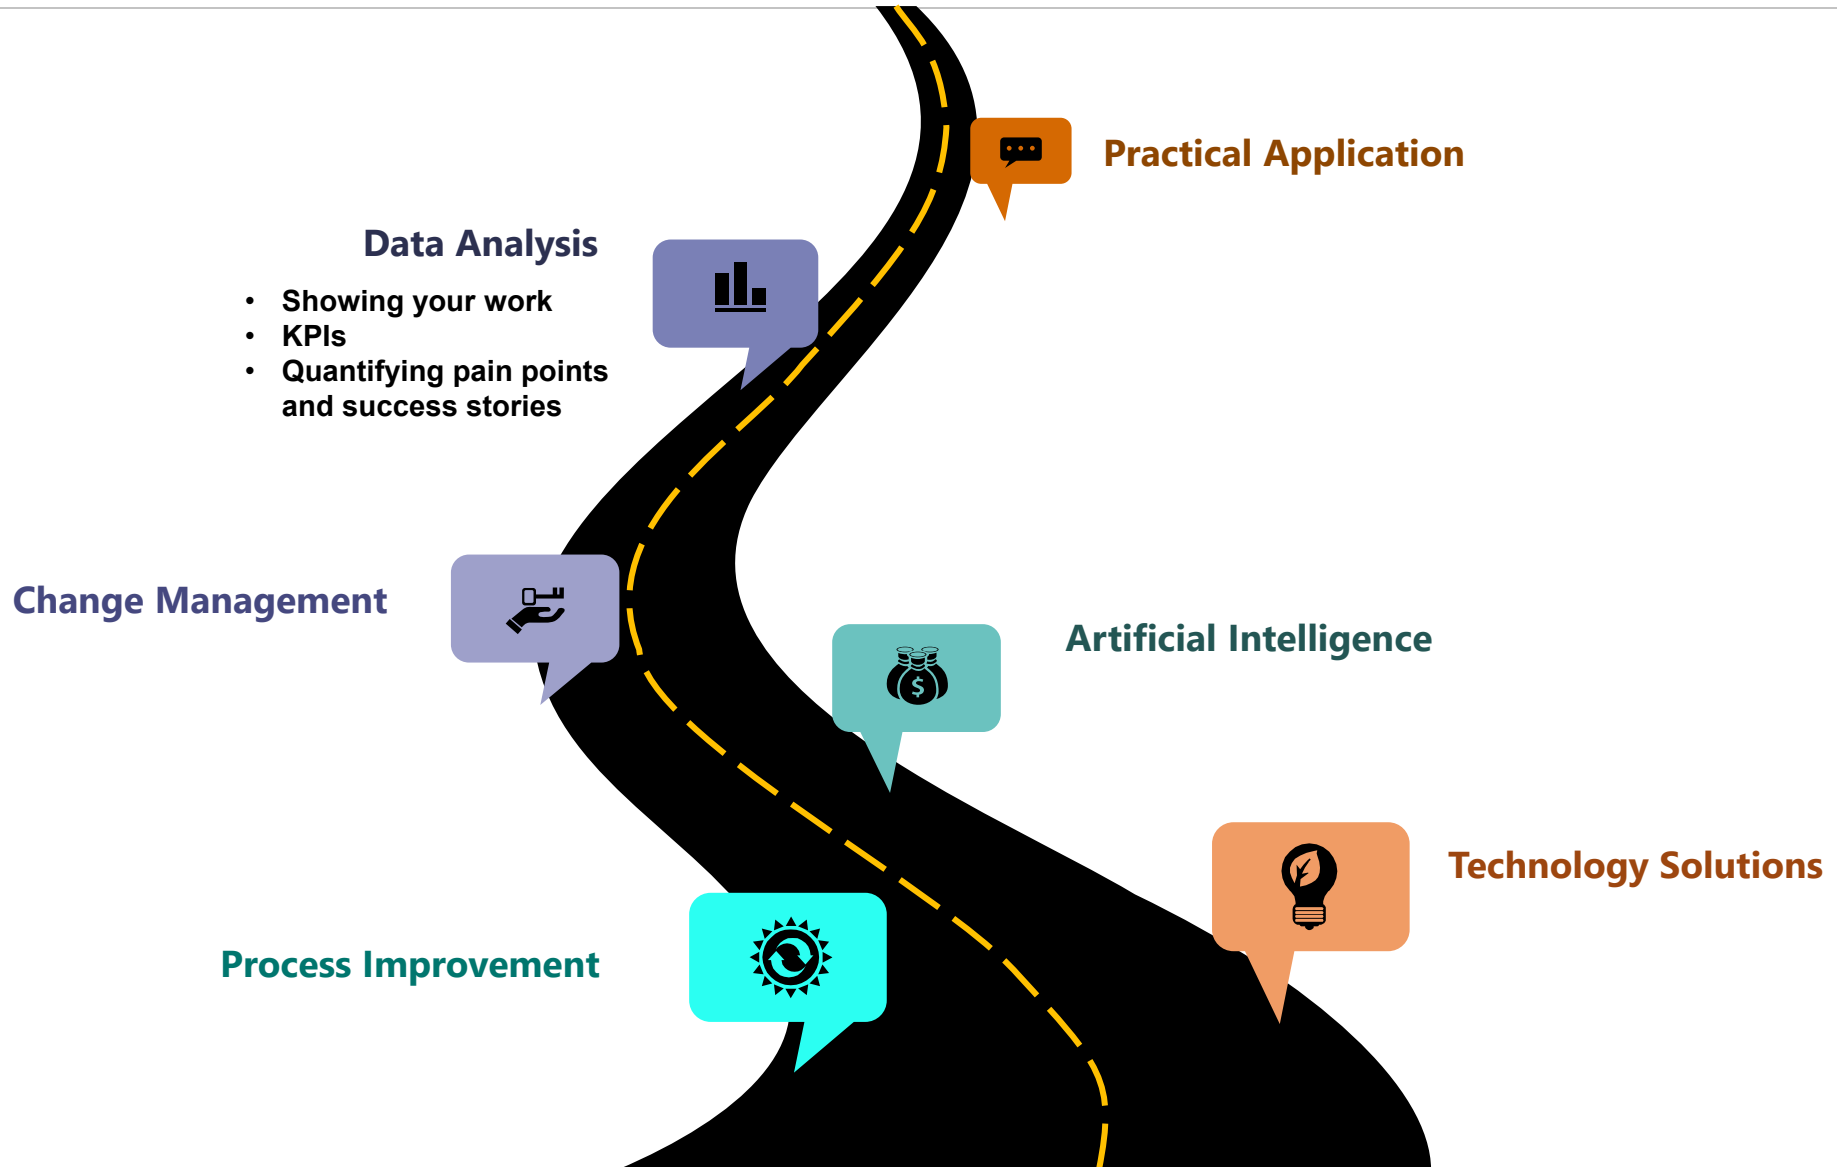 Practical Application
Data Analysis
• Showing your work
• KPIs
• Quantifying pain points
and success stories
Change Management
$
Artificial Intelligence
Technology Solutions
Process Improvement